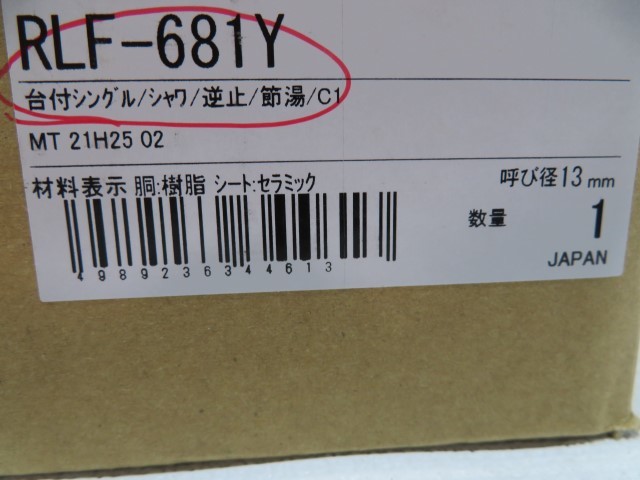 RLF-681Y
台付シングル/シャワ/逆止/節湯/C1
MT 21H25 02
材料表示 胴:樹脂 シート:セラミック
呼び径13mm
4989236344613
数量 1
JAPAN